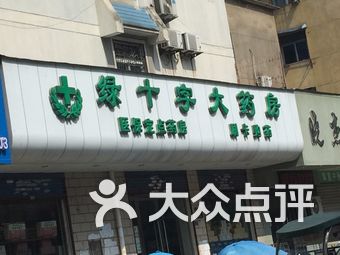 绿十字大药房
医保定点药店 刷卡购药
大众点评